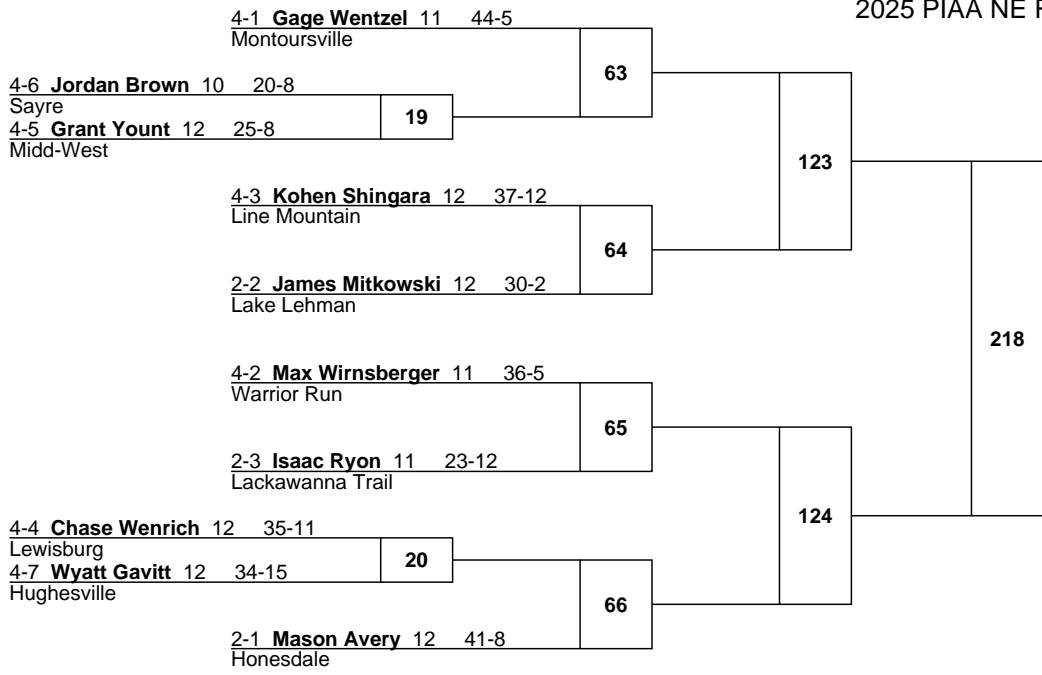 2025 PIAA NE
4-1 Gage Wentzel 11 44-5
Montoursville
63
4-6 Jordan Brown 10 20-8
Sayre
19
4-5 Grant Yount 12 25-8
Midd-West
123
4-3 Kohen Shingara 12 37-12
Line Mountain
64
2-2 James Mitkowski 12 30-2
Lake Lehman
218
4-2 Max Wirnsberger 11 36-5
Warrior Run
65
2-3 Isaac Ryon 11 23-12
Lackawanna Trail
124
4-4 Chase Wenrich 12 35-11
Lewisburg
20
4-7 Wyatt Gavitt 12 34-15
Hughesville
66
2-1 Mason Avery 12 41-8
Honesdale